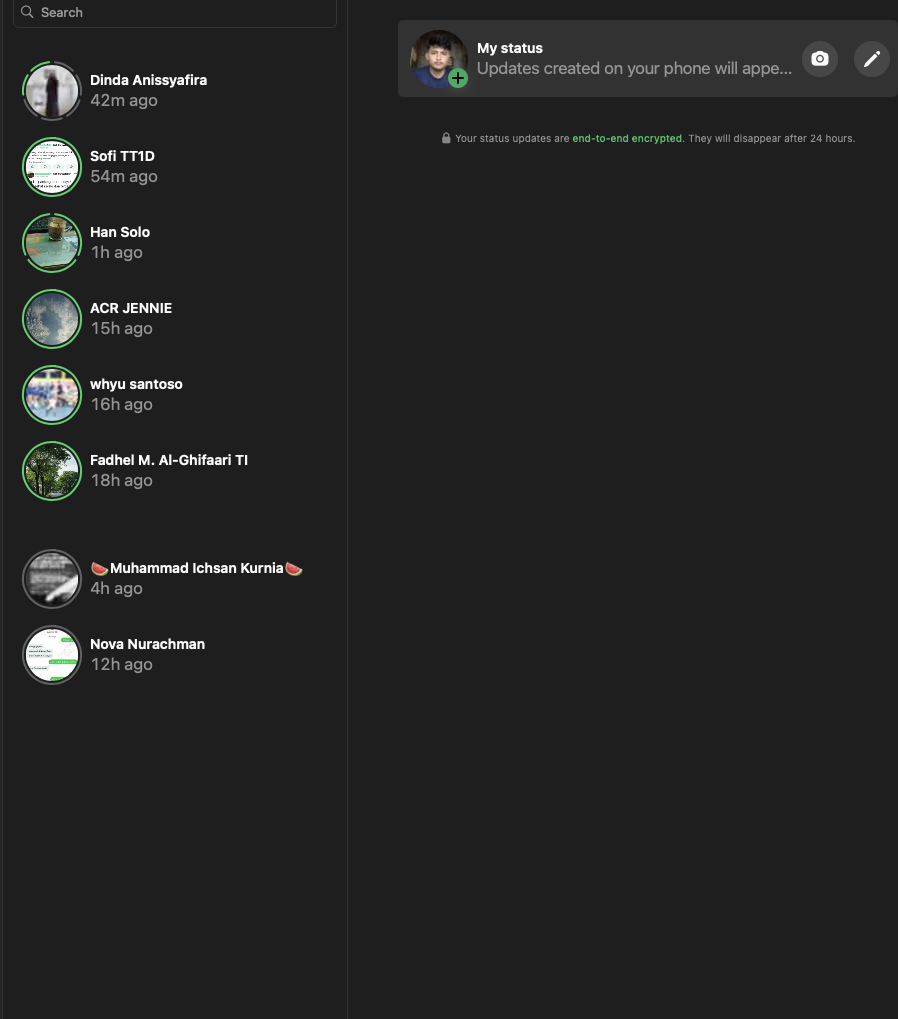 Search
Dinda Anissyafira
42m ago
Sofi TT1D
54m ago
Han Solo
1h ago
ACR JENNIE
15h ago
whyu santoso
16h ago
Fadhel M. Al-Ghifaari TI
18h ago
🍉Muhammad Ichsan Kurnia🍉
4h ago
Nova Nurachman
12h ago
My status
Updates created on your phone will appe...
Your status updates are end-to-end encrypted. They will disappear after 24 hours.